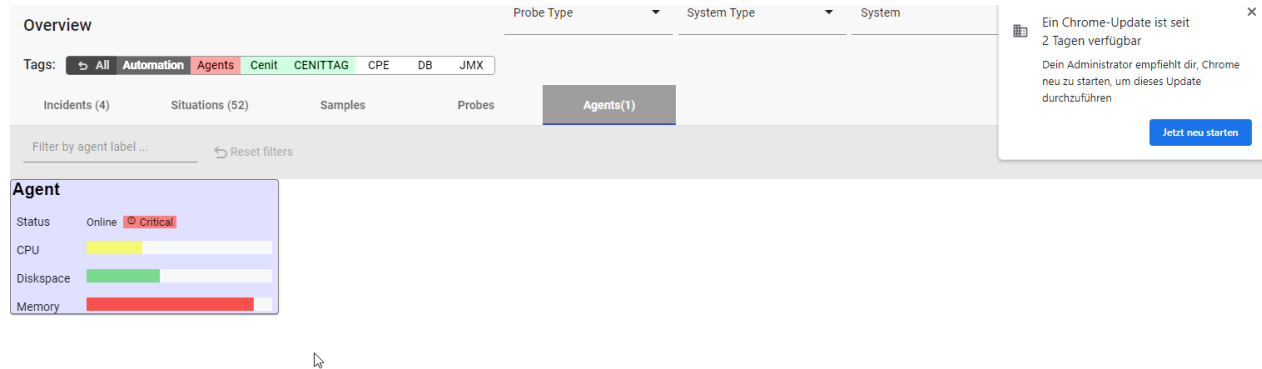 Overview
Probe Type
System Type
System
Tags:
All Automation Agents Cenit CENITTAG CPE DB JMX
Incidents (4)
Situations (52)
Samples
Probes
Agents(1)
Filter by agent label ...
Reset filters
Agent
Status Online Critical
CPU
Diskspace
Memory
Ein Chrome-Update ist seit
2 Tagen verfügbar
Dein Administrator empfiehlt dir, Chrome
neu zu starten, um dieses Update
durchzuführen
Jetzt neu starten